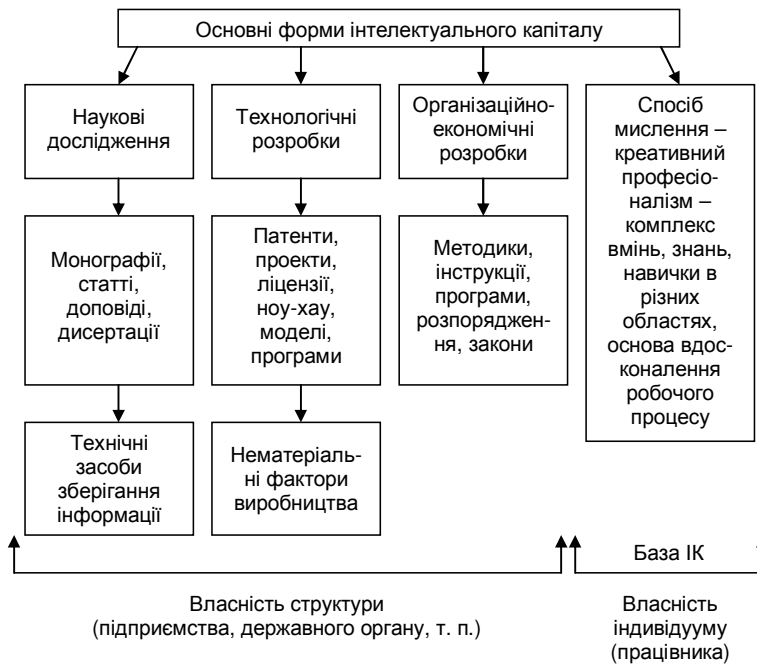 Основні форми інтелектуального капіталу
Наукові
дослідження
Технологічні
розробки
Організаційно-
економічні
розробки
Спосіб
мислення –
креативний
професіо-
налізм –
комплекс
вмінь, знань,
навички в
різних
областях,
основа вдос-
коналення
робочого
процесу
Монографії,
статті,
доповіді,
дисертації
Патенти,
проекти,
ліцензії,
ноу-хау,
моделі,
програми
Методики,
інструкції,
програми,
розпоряджен-
ня, закони
Технічні
засоби
зберігання
інформації
Нематеріаль-
ні фактори
виробництва
База ІК
Власність структури
(підприємства, державного органу, т. п.)
Власність
індивідууму
(працівника)